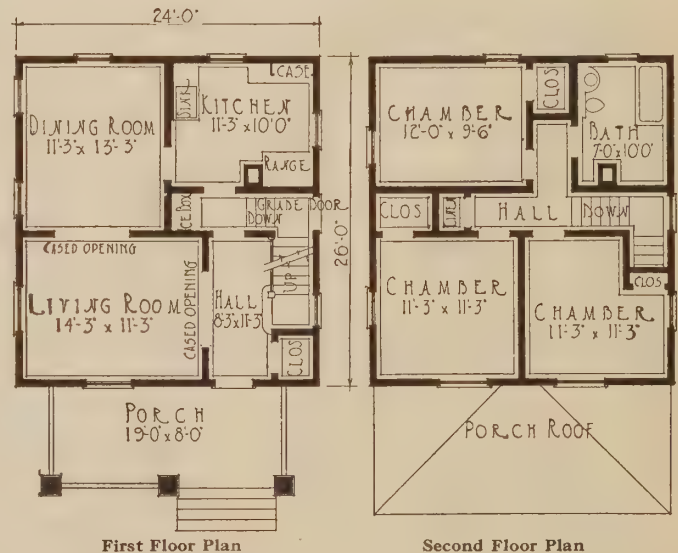 24'-0"
CASE
SINK
KITCHEN
11'-3" x 10'0"
DINING ROOM
11'-3" x 13'-3"
RANGE
ICE BOX
GRADE DOOR
DOWN
CASED OPENING
26'-0"
LIVING ROOM
14'-3" x 11'-3"
CASED OPENING
HALL
8'-3" x 11'-3"
UP
CLOS
PORCH
19'-0" x 8'-0"
First Floor Plan
CLOS
CHAMBER
12'-0" x 9'-6"
BATH
7'-0" x 10'0"
CLOS
LINEN
HALL
DOWN
CHAMBER
11'-3" x 11'-3"
CLOS
CHAMBER
11'-3" x 11'-3"
PORCH ROOF
Second Floor Plan